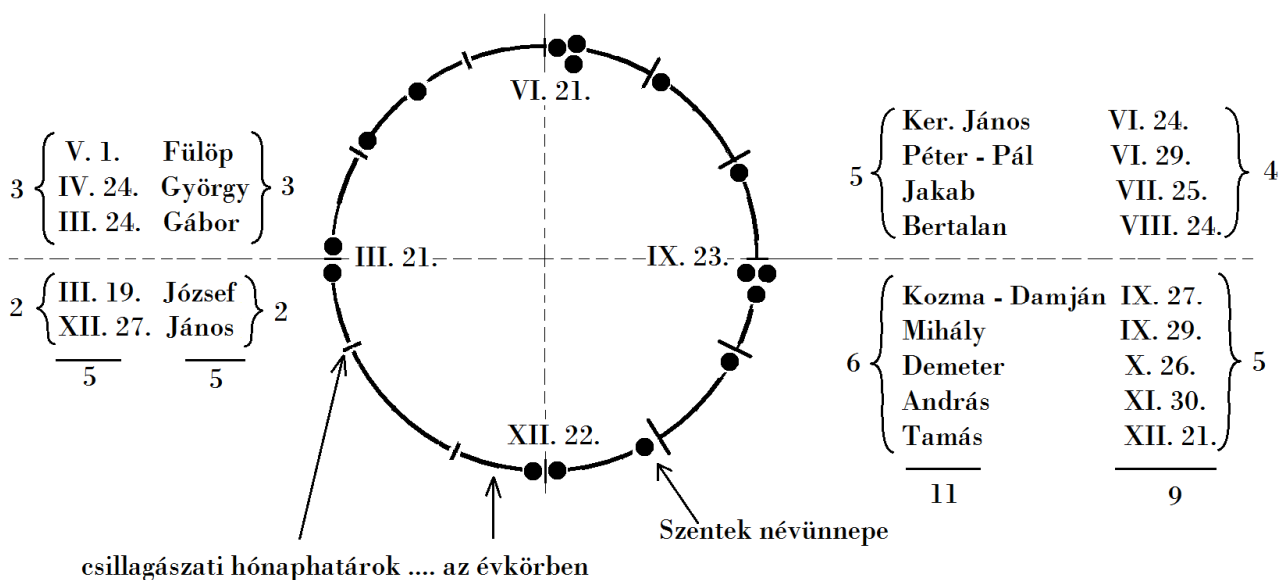 VI. 21.
III. 21.
IX. 23.
XII. 22.
3 V. 1. Fülöp 3
IV. 24. György
III. 24. Gábor
2 III. 19. József 2
XII. 27. János
5 5
5 Ker. János VI. 24. 4
Péter - Pál VI. 29.
Jakab VII. 25.
Bertalan VIII. 24.
6 Kozma - Damján IX. 27. 5
Mihály IX. 29.
Demeter X. 26.
András XI. 30.
Tamás XII. 21.
11 9
Szentek névünnepe
csillagászati hónaphatárok .... az évkörben